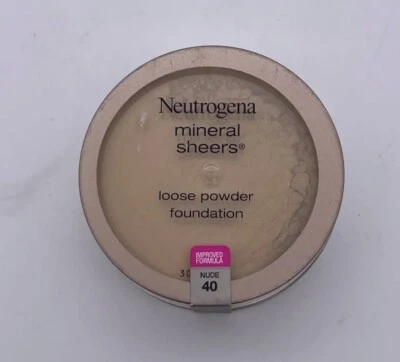 Neutrogena
mineral
sheers®
loose powder
foundation
IMPROVED
FORMULA
NUDE
40